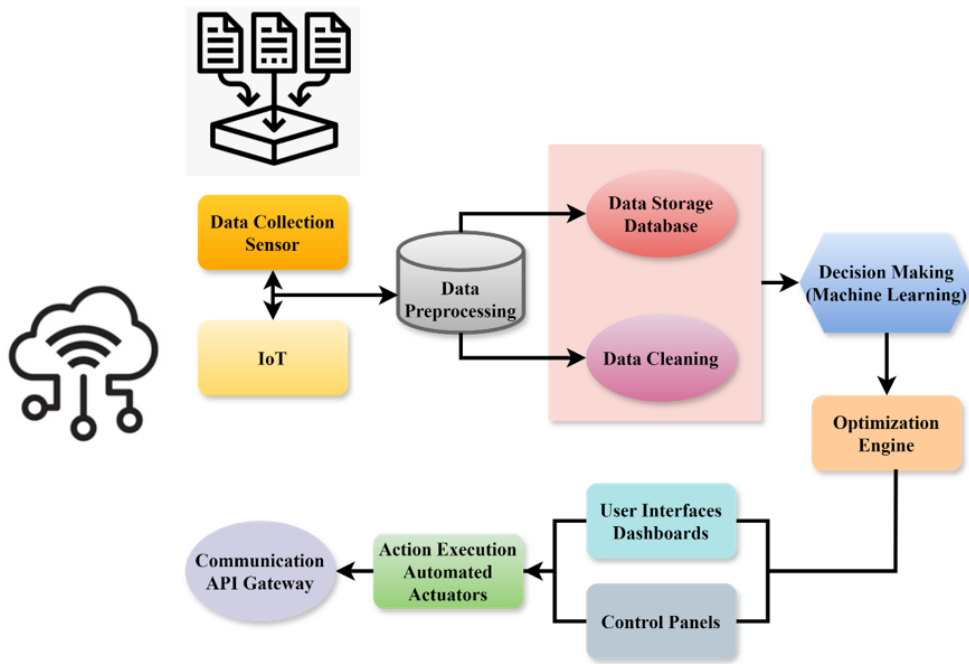 Data Collection
Sensor
IoT
Data
Preprocessing
Data Storage
Database
Data Cleaning
Decision Making
(Machine Learning)
Optimization
Engine
User Interfaces
Dashboards
Control Panels
Action Execution
Automated
Actuators
Communication
API Gateway